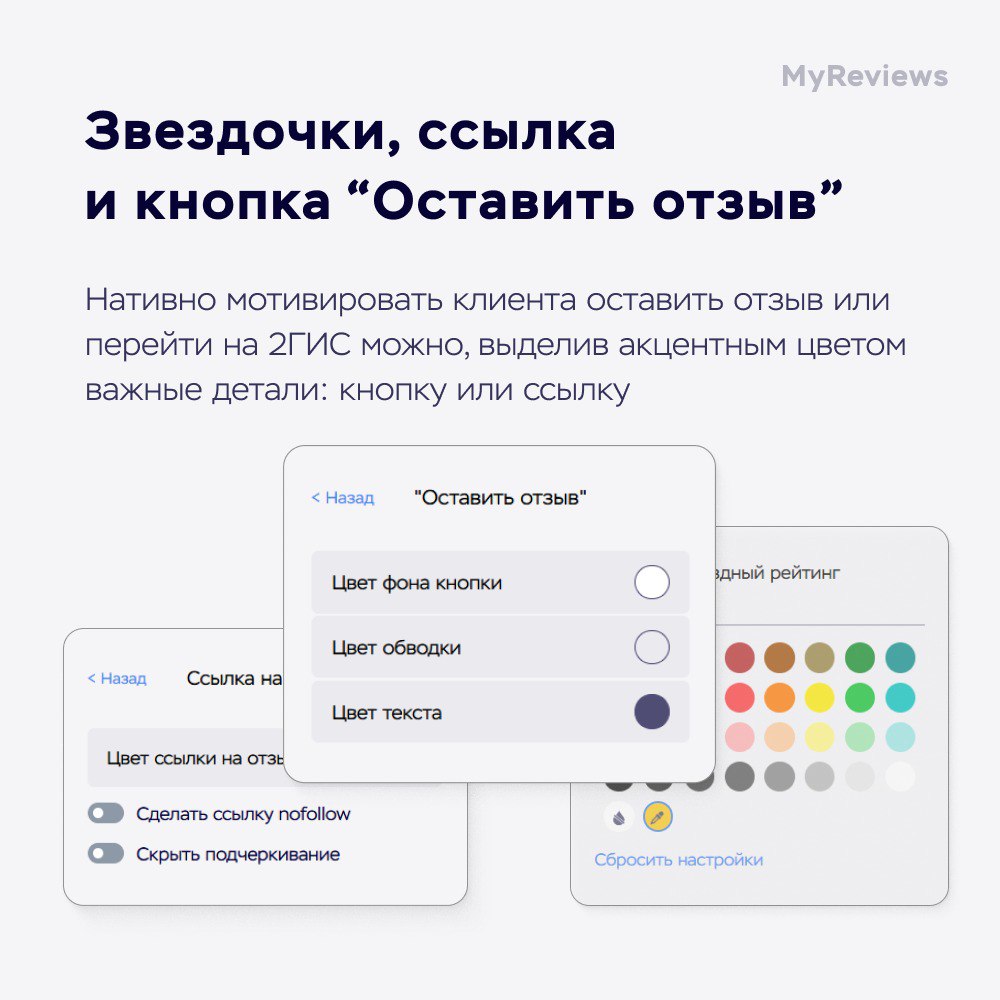 MyReviews
Звездочки, ссылка
и кнопка “Оставить отзыв”
Нативно мотивировать клиента оставить отзыв или
перейти на 2ГИС можно, выделив акцентным цветом
важные детали: кнопку или ссылку
< Назад "Оставить отзыв"
Цвет фона кнопки
Цвет обводки
Цвет текста
< Назад Ссылка на
Цвет ссылки на
Сделать ссылку nofollow
Скрыть подчеркивание
рейтинг
Сбросить настройки